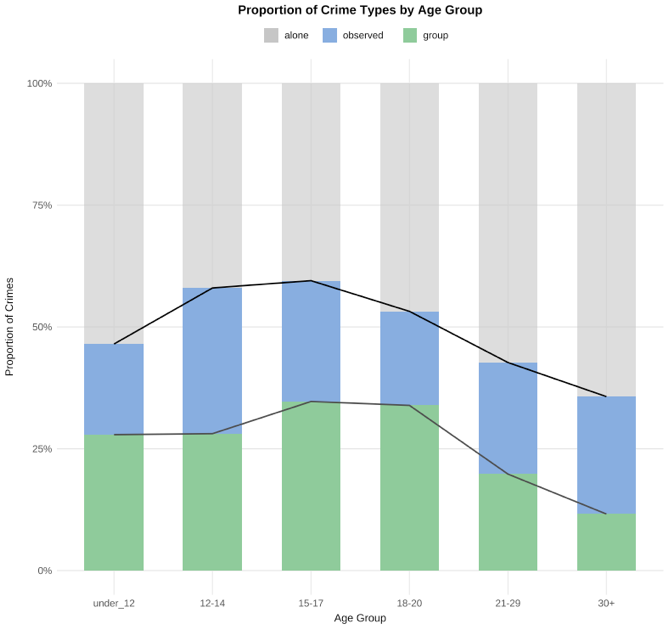 Proportion of Crime Types by Age Group
alone observed group
100%
75%
50%
25%
0%
Proportion of Crimes
under_12 12-14 15-17 18-20 21-29 30+
Age Group